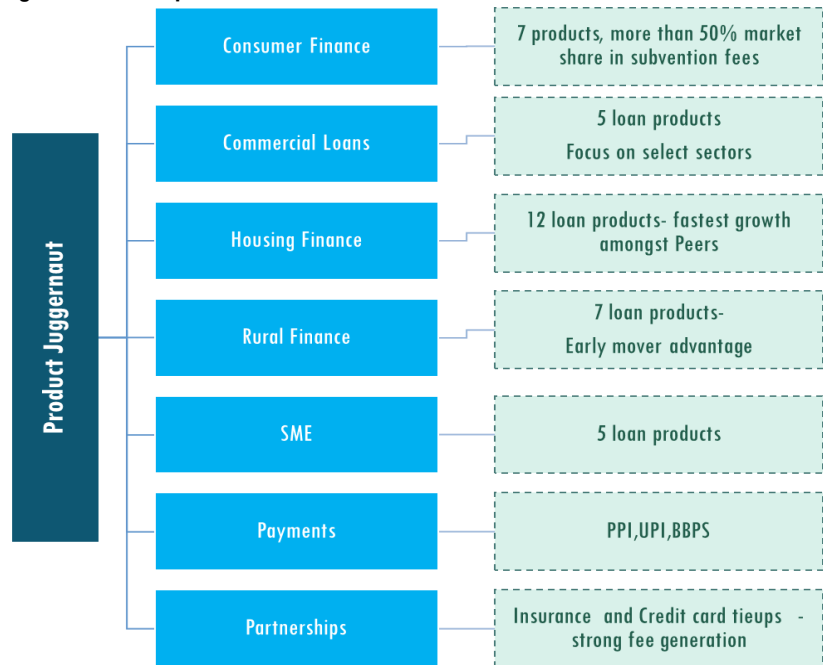 Product Juggernaut
Consumer Finance
7 products, more than 50% market
share in subvention fees
Commercial Loans
5 loan products
Focus on select sectors
Housing Finance
12 loan products- fastest growth
amongst Peers
Rural Finance
7 loan products-
Early mover advantage
SME
5 loan products
Payments
PPI,UPI,BBPS
Partnerships
Insurance and Credit card tieups -
strong fee generation